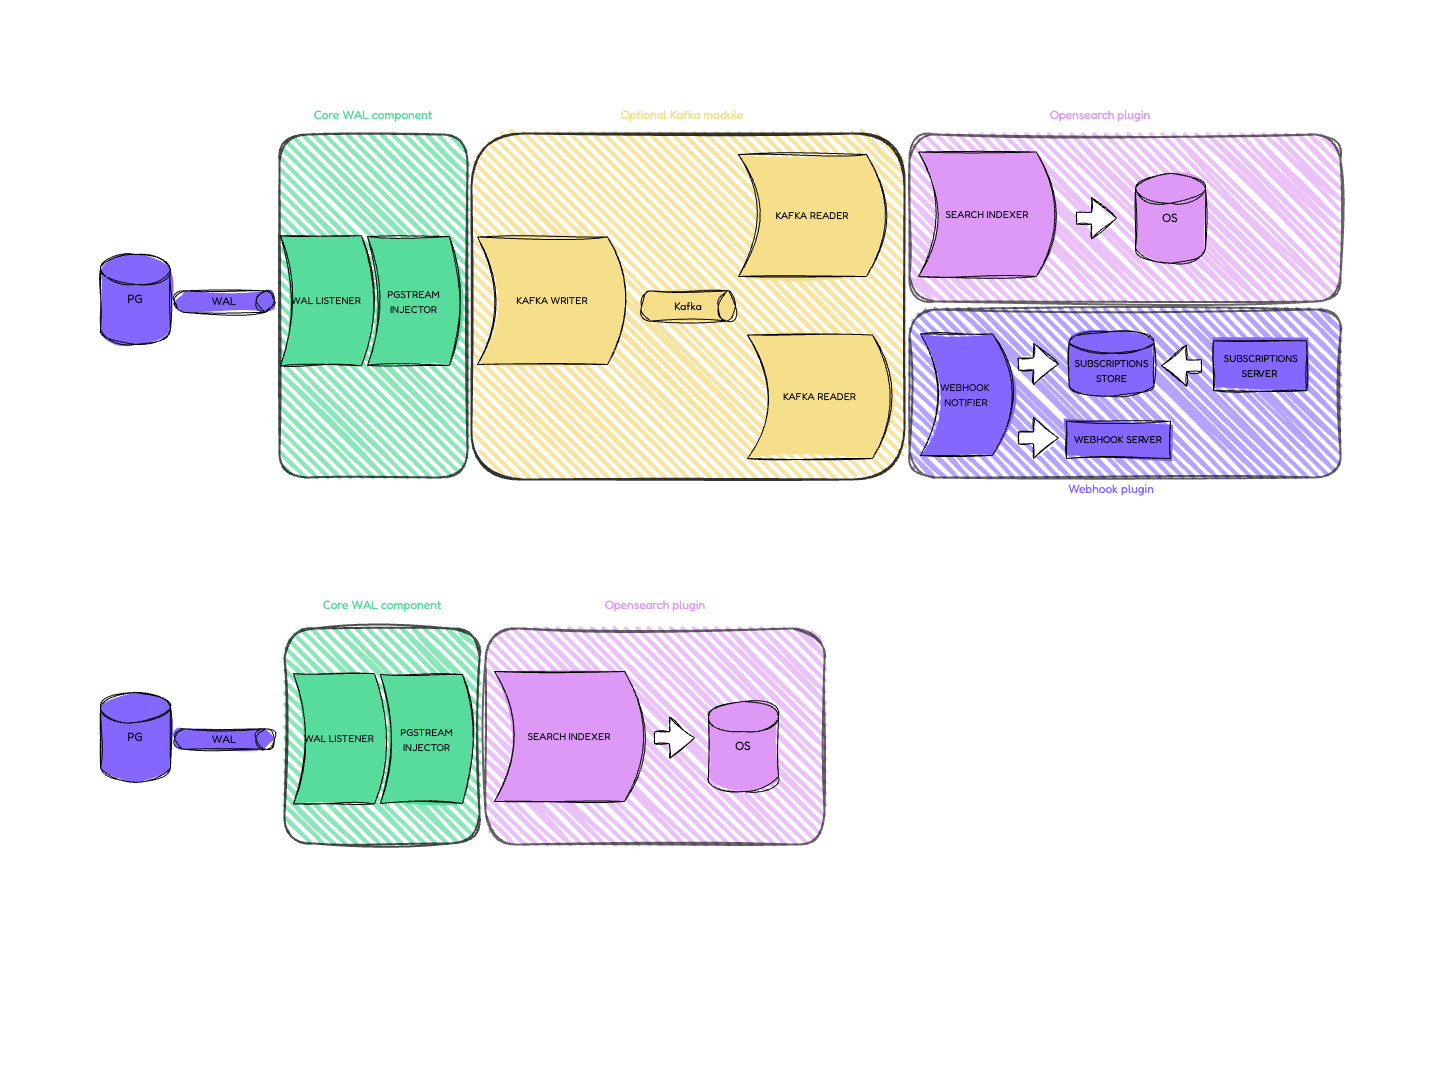 Core WAL component
Optional Kafka module
Opensearch plugin
PG
WAL
WAL LISTENER
PGSTREAM
INJECTOR
KAFKA WRITER
Kafka
KAFKA READER
KAFKA READER
SEARCH INDEXER
OS
WEBHOOK
NOTIFIER
SUBSCRIPTIONS
STORE
SUBSCRIPTIONS
SERVER
WEBHOOK SERVER
Webhook plugin
Core WAL component
Opensearch plugin
PG
WAL
WAL LISTENER
PGSTREAM
INJECTOR
SEARCH INDEXER
OS